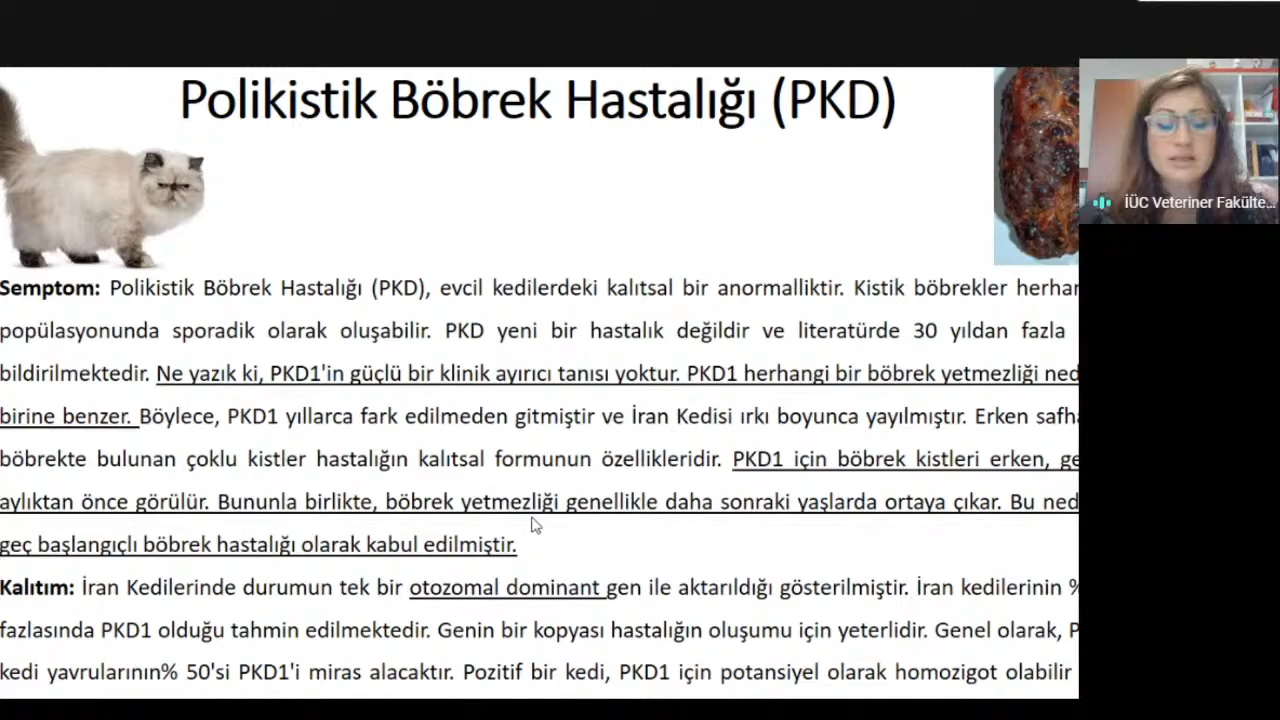 Polikistik Böbrek Hastalığı (PKD)
İÜC Veteriner Fakülte...
Semptom: Polikistik Böbrek Hastalığı (PKD), evcil kedilerdeki kalıtsal bir anormalliktir. Kistik böbrekler herhan
popülasyonunda sporadik olarak oluşabilir. PKD yeni bir hastalık değildir ve literatürde 30 yıldan fazla
bildirilmektedir. Ne yazık ki, PKD1'in güçlü bir klinik ayırıcı tanısı yoktur. PKD1 herhangi bir böbrek yetmezliği ned
birine benzer. Böylece, PKD1 yıllarca fark edilmeden gitmiştir ve İran Kedisi ırkı boyunca yayılmıştır. Erken safha
böbrekte bulunan çoklu kistler hastalığın kalıtsal formunun özellikleridir. PKD1 için böbrek kistleri erken, ge
aylıktan önce görülür. Bununla birlikte, böbrek yetmezliği genellikle daha sonraki yaşlarda ortaya çıkar. Bu ned
geç başlangıçlı böbrek hastalığı olarak kabul edilmiştir.
Kalıtım: İran Kedilerinde durumun tek bir otozomal dominant gen ile aktarıldığı gösterilmiştir. İran kedilerinin %
fazlasında PKD1 olduğu tahmin edilmektedir. Genin bir kopyası hastalığın oluşumu için yeterlidir. Genel olarak, P
kedi yavrularının% 50'si PKD1'i miras alacaktır. Pozitif bir kedi, PKD1 için potansiyel olarak homozigot olabilir